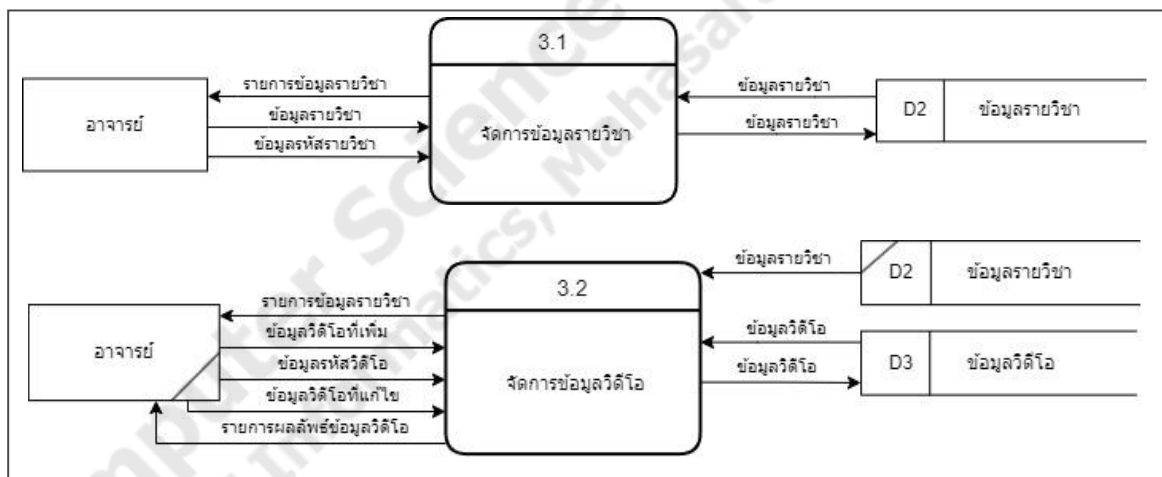 3.1
รายการข้อมูลรายวิชา
ข้อมูลรายวิชา
ข้อมูลรหัสรายวิชา
อาจารย์
จัดการข้อมูลรายวิชา
ข้อมูลรายวิชา
ข้อมูลรายวิชา
D2
ข้อมูลรายวิชา
3.2
รายการข้อมูลรายวิชา
ข้อมูลวิดีโอที่เพิ่ม
ข้อมูลรหัสวิดีโอ
ข้อมูลวิดีโอที่แก้ไข
รายการผลลัพธ์ข้อมูลวิดีโอ
อาจารย์
จัดการข้อมูลวิดีโอ
ข้อมูลรายวิชา
D2
ข้อมูลรายวิชา
ข้อมูลวิดีโอ
ข้อมูลวิดีโอ
D3
ข้อมูลวิดีโอ
Science
Informatics,